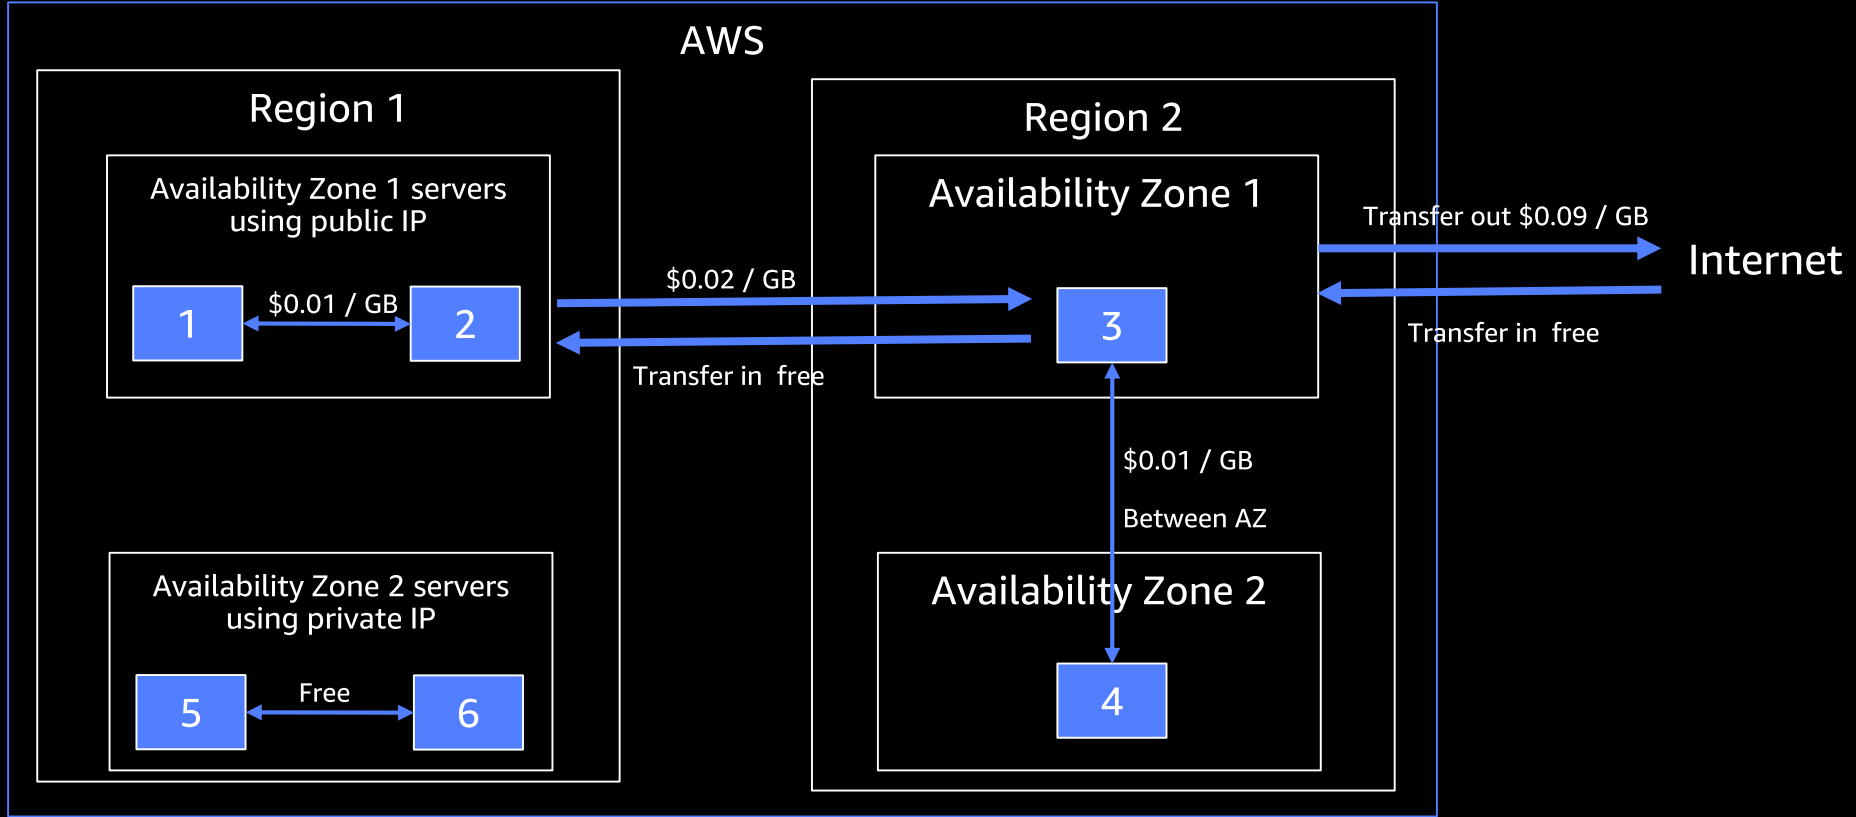 AWS
Region 1
Availability Zone 1 servers
using public IP
1
$0.01 / GB
2
Availability Zone 2 servers
using private IP
5
Free
6
$0.02 / GB
Transfer in  free
Region 2
Availability Zone 1
3
$0.01 / GB
Between AZ
Availability Zone 2
4
Transfer out $0.09 / GB
Internet
Transfer in  free